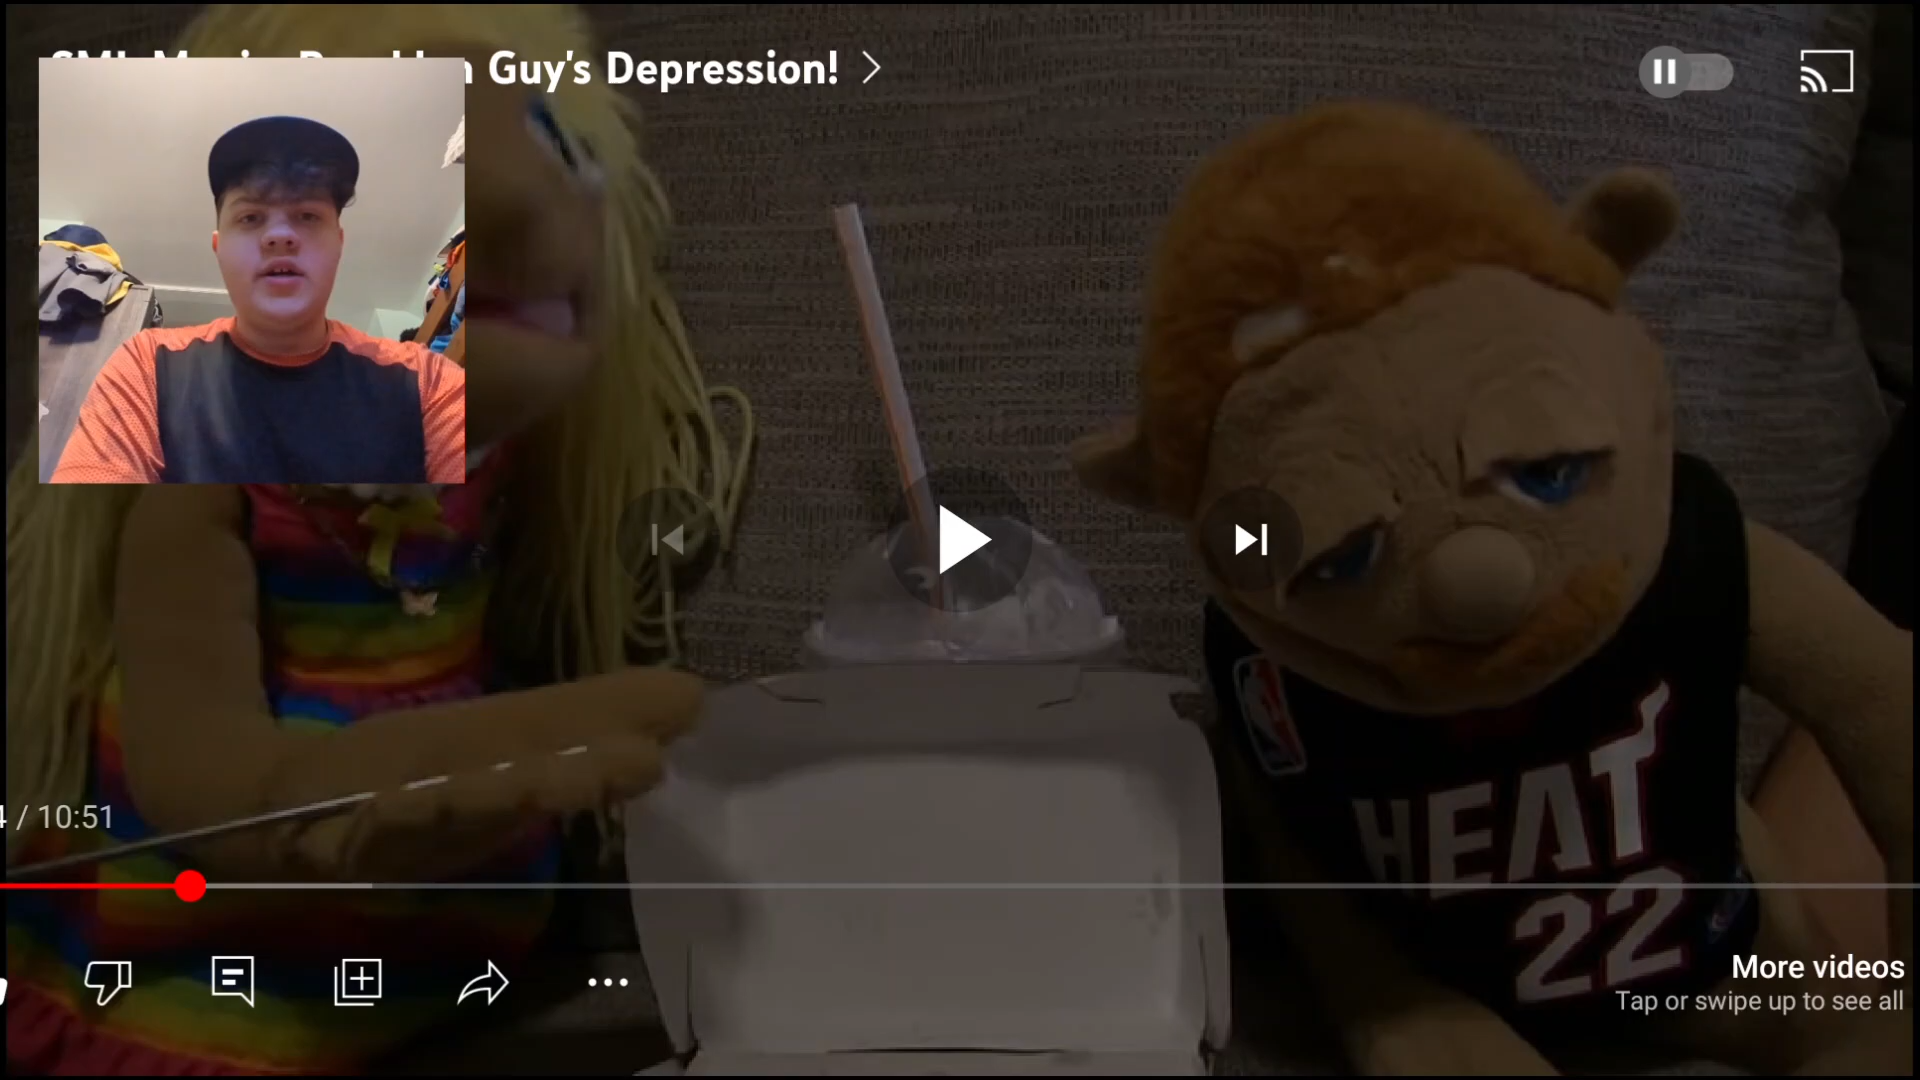 Guy's Depression!
/ 10:51
HEAT
22
More videos
Tap or swipe up to see all